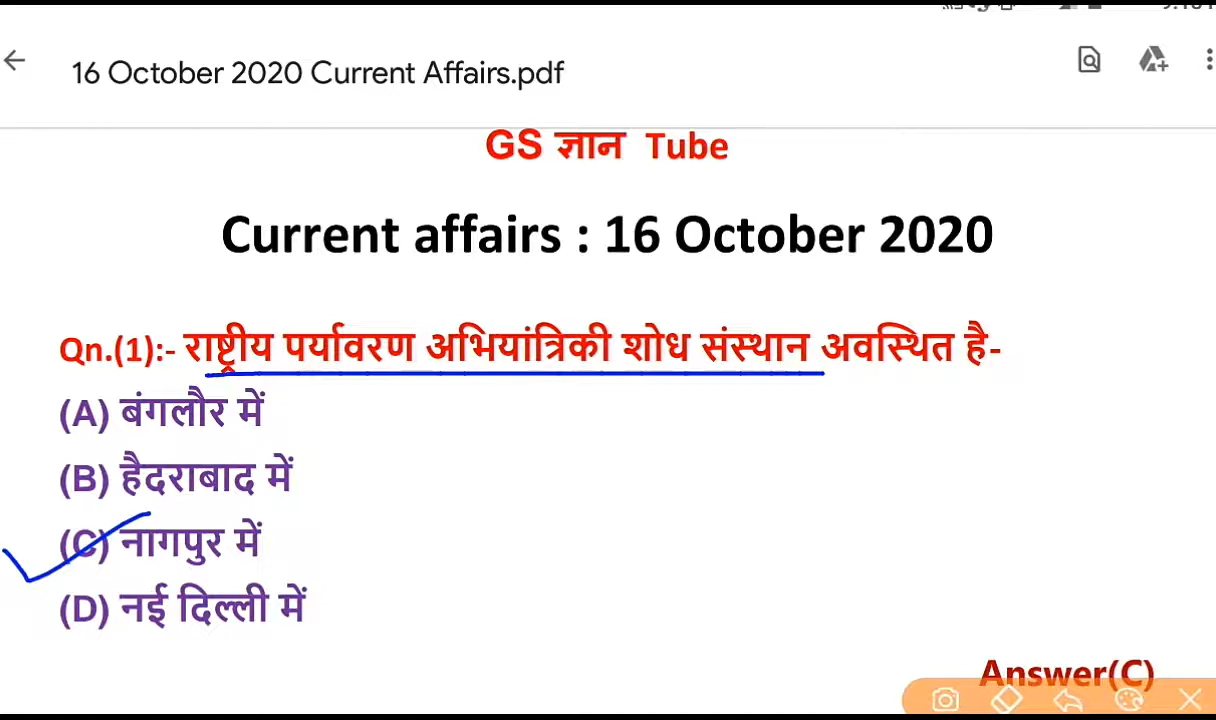 16 October 2020 Current Affairs.pdf
GS ज्ञान Tube
Current affairs : 16 October 2020
Qn.(1):- राष्ट्रीय पर्यावरण अभियांत्रिकी शोध संस्थान अवस्थित है-
(A) बंगलौर में
(B) हैदराबाद में
(C) नागपुर में
(D) नई दिल्ली में
Answer(C)